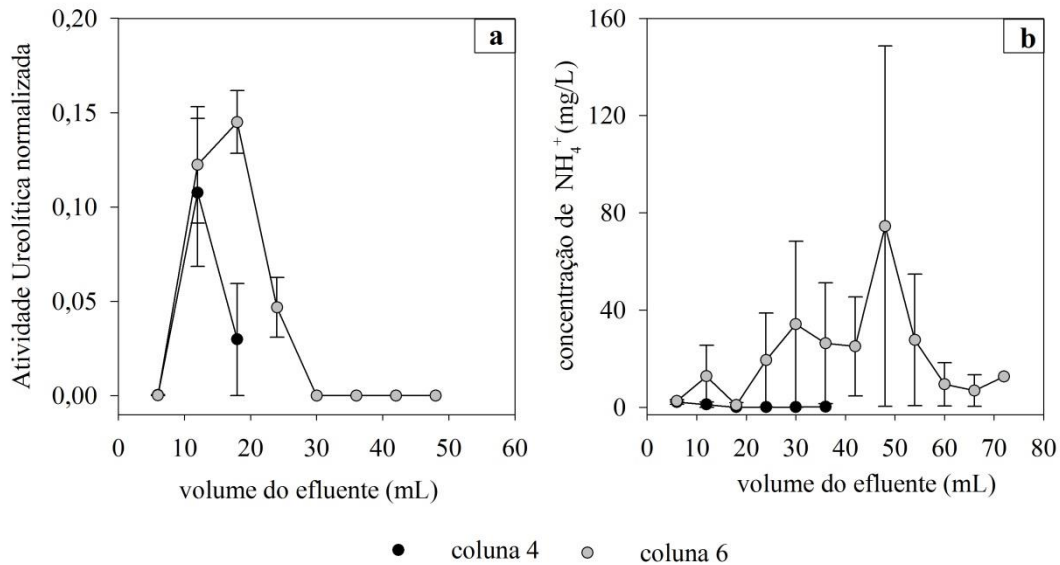 a
Atividade Ureolítica normalizada
0,20
0,15
0,10
0,05
0,00
0 10 20 30 40 50 60
volume do efluente (mL)
b
concentração de NH₄⁺ (mg/L)
160
120
80
40
0
0 10 20 30 40 50 60 70 80
volume do efluente (mL)
coluna 4 coluna 6